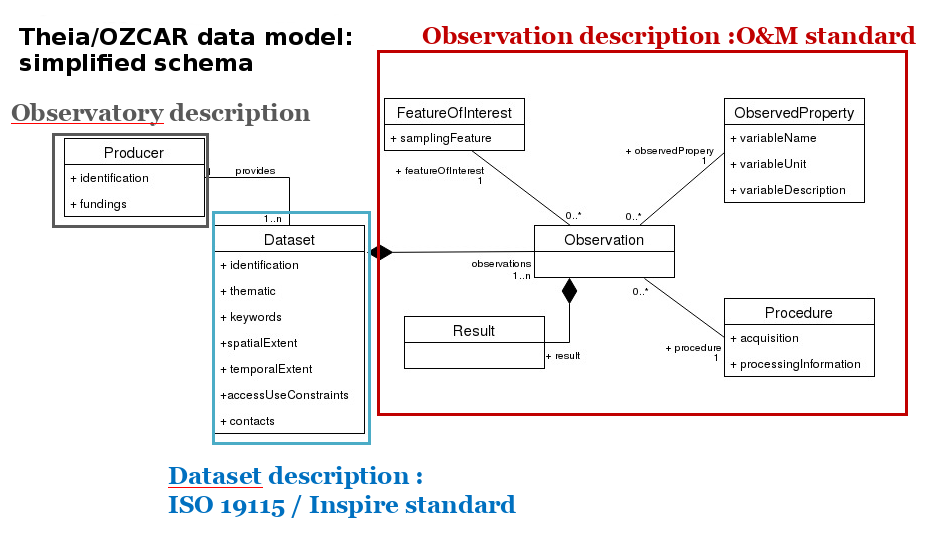 Theia/OZCAR data model:
simplified schema
Observation description :O&M standard
Observatory description
Producer
+ identification
+ fundings
1
provides
1..n
Dataset
+ identification
+ thematic
+ keywords
+spatialExtent
+ temporalExtent
+accessUseConstraints
+ contacts
FeatureOfInterest
+ samplingFeature
+ featureOfInterest
1
0..*
ObservedProperty
+ variableName
+ variableUnit
+ variableDescription
+ observedPropery
1
0..*
Observation
observations
1..n
0..*
Result
+ result
Procedure
+ acquisition
+ processingInformation
+ procedure
1
Dataset description :
ISO 19115 / Inspire standard